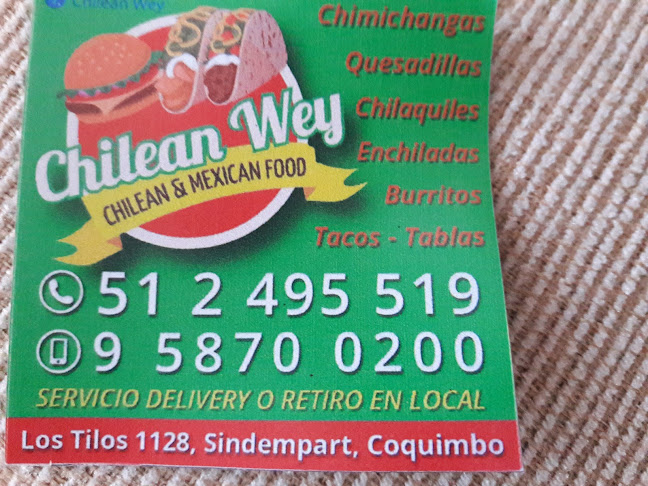 Chilean Wey
Chimichangas
Quesadillas
Chilaquiles
Enchiladas
Burritos
Tacos - Tablas
Chilean Wey
CHILEAN & MEXICAN FOOD
51 2 495 519
9 5870 0200
SERVICIO DELIVERY O RETIRO EN LOCAL
Los Tilos 1128, Sindempart, Coquimbo